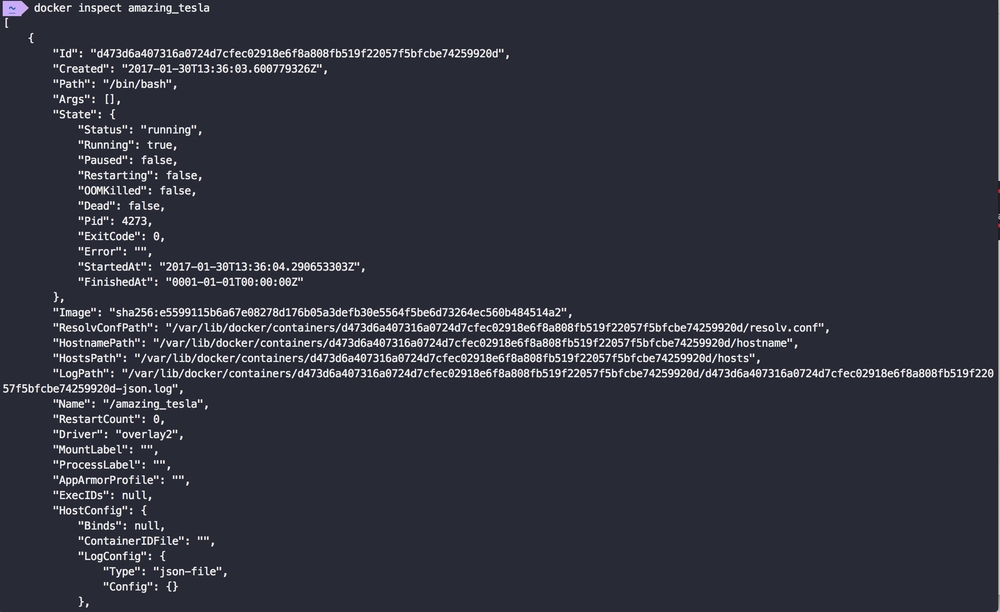 ~ docker inspect amazing_tesla
[
    {
        "Id": "d473d6a407316a0724d7cfec02918e6f8a808fb519f22057f5bfcbe74259920d",
        "Created": "2017-01-30T13:36:03.600779326Z",
        "Path": "/bin/bash",
        "Args": [],
        "State": {
            "Status": "running",
            "Running": true,
            "Paused": false,
            "Restarting": false,
            "OOMKilled": false,
            "Dead": false,
            "Pid": 4273,
            "ExitCode": 0,
            "Error": "",
            "StartedAt": "2017-01-30T13:36:04.290653303Z",
            "FinishedAt": "0001-01-01T00:00:00Z"
        },
        "Image": "sha256:e5599115b6a67e08278d176b05a3defb30e5564f5be6d73264ec560b484514a2",
        "ResolvConfPath": "/var/lib/docker/containers/d473d6a407316a0724d7cfec02918e6f8a808fb519f22057f5bfcbe74259920d/resolv.conf",
        "HostnamePath": "/var/lib/docker/containers/d473d6a407316a0724d7cfec02918e6f8a808fb519f22057f5bfcbe74259920d/hostname",
        "HostsPath": "/var/lib/docker/containers/d473d6a407316a0724d7cfec02918e6f8a808fb519f22057f5bfcbe74259920d/hosts",
        "LogPath": "/var/lib/docker/containers/d473d6a407316a0724d7cfec02918e6f8a808fb519f22057f5bfcbe74259920d/d473d6a407316a0724d7cfec02918e6f8a808fb519f220
57f5bfcbe74259920d-json.log",
        "Name": "/amazing_tesla",
        "RestartCount": 0,
        "Driver": "overlay2",
        "MountLabel": "",
        "ProcessLabel": "",
        "AppArmorProfile": "",
        "ExecIDs": null,
        "HostConfig": {
            "Binds": null,
            "ContainerIDFile": "",
            "LogConfig": {
                "Type": "json-file",
                "Config": {}
            },